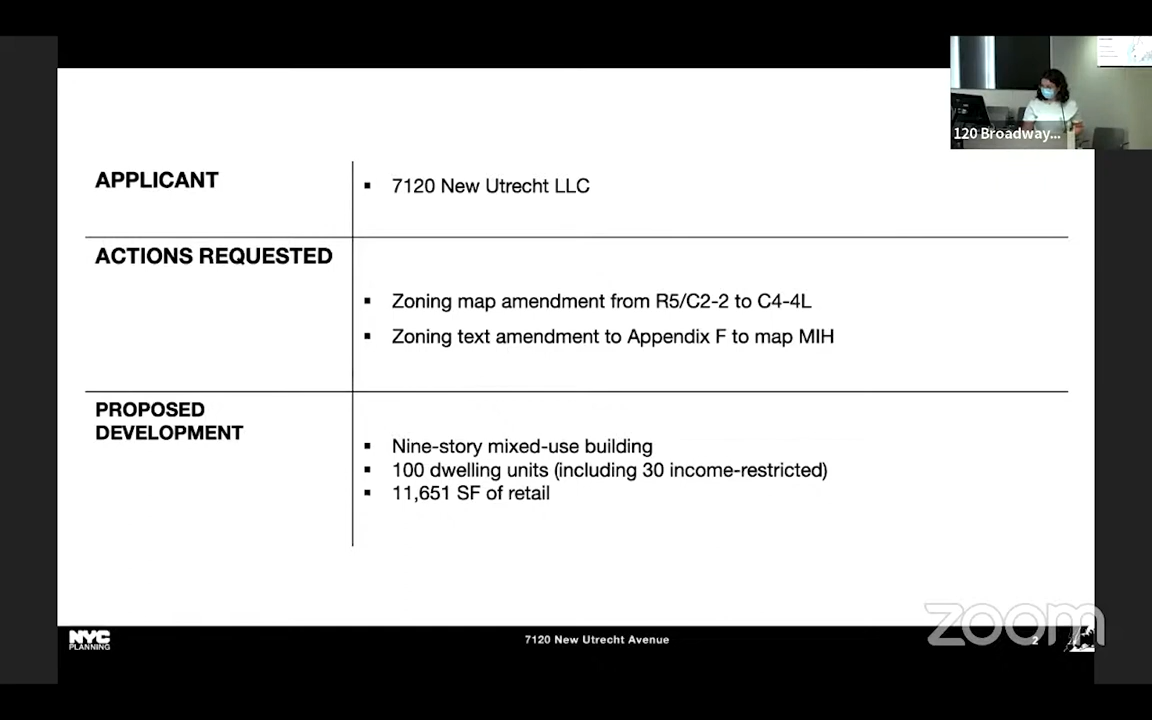 120 Broadway...
APPLICANT
▪ 7120 New Utrecht LLC
ACTIONS REQUESTED
▪ Zoning map amendment from R5/C2-2 to C4-4L
▪ Zoning text amendment to Appendix F to map MIH
PROPOSED
DEVELOPMENT
▪ Nine-story mixed-use building
▪ 100 dwelling units (including 30 income-restricted)
▪ 11,651 SF of retail
NYC
PLANNING
7120 New Utrecht Avenue
2
zoom